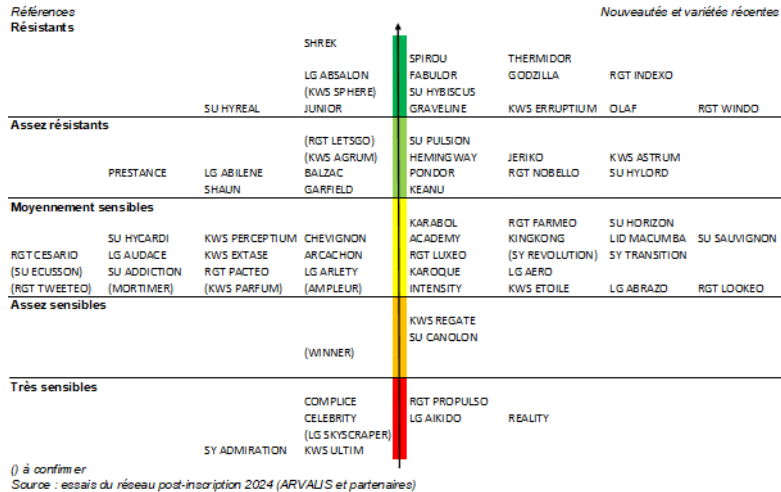 Références Nouveautés et variétés récentes
Résistants
SHREK
SPIROU THERMIDOR
LG ABSALON FABULOR GODZILLA RGT INDEXO
(KWS SPHERE) SU HYBISCUS
SU HYREAL JUNIOR GRAVELINE KWS ERRUPTIUM OLAF RGT WINDO
Assez résistants
(RGT LETSGO) SU PULSION
(KWS AGRUM) HEMINGWAY JERIKO KWS ASTRUM
PRESTANCE LG ABILENE BALZAC PONDOR RGT NOBELLO SU HYLORD
SHAUN GARFIELD KEANU
Moyennement sensibles
KARABOL RGT FARMEO SU HORIZON
SU HYCARDI KWS PERCEPTIUM CHEVIGNON ACADEMY KINGKONG LID MACUMBA SU SAUVIGNON
RGT CESARIO LG AUDACE KWS EXTASE ARCACHON RGT LUXEO (SY REVOLUTION) SY TRANSITION
(SU ECUSSON) SU ADDICTION RGT PACTEO LG ARLETY KAROQUE LG AERO
(RGT TWEETEO) (MORTIMER) (KWS PARFUM) (AMPLEUR) INTENSITY KWS ETOILE LG ABRAZO RGT LOOKEO
Assez sensibles
KWS REGATE
SU CANOLON
(WINNER)
Très sensibles
COMPLICE RGT PROPULSO
CELEBRITY LG AIKIDO REALITY
(LG SKYSCRAPER)
SY ADMIRATION KWS ULTIM
() à confirmer
Source : essais du réseau post-inscription 2024 (ARVALIS et partenaires)